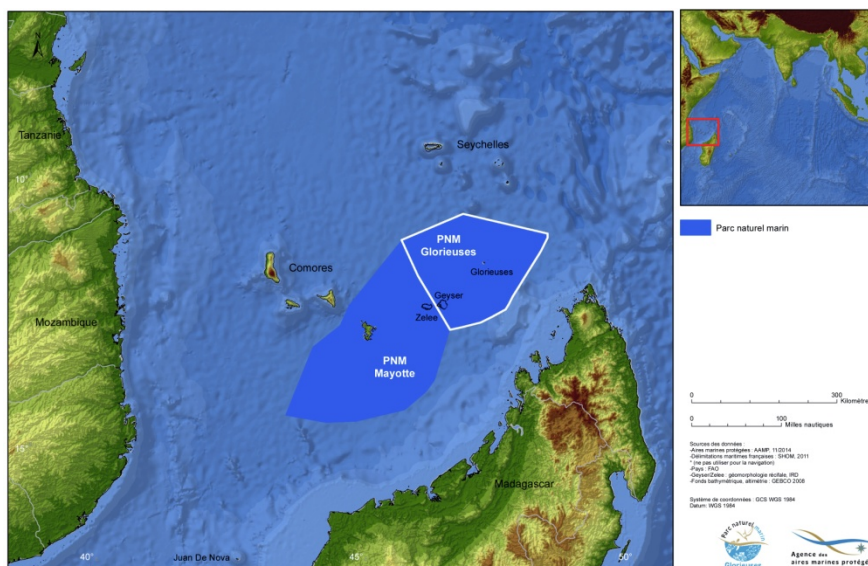 N
Tanzanie
Seychelles
10°
PNM
Glorieuses
Glorieuses
Comores
Geyser
Zelee
Mozambique
PNM
Mayotte
15°
Madagascar
40°
Juan De Nova
45°
50°
Parc naturel marin
0 300
Kilomètre
0 100
Milles nautiques
Sources des données :
-Aires marines protégées : AAMP, 11/2014
-Délimitations maritimes françaises : SHOM, 2011
* (ne pas utiliser pour la navigation)
-Pays : FAO
-Geyser/Zelee : géomorphologie récifale, IRD
-Fonds bathymétrique, altimétrie : GEBCO 2008
Système de coordonnées : GCS WGS 1984
Datum: WGS 1984
Parc naturel marin
Glorieuses
Agence des
aires marines protégé